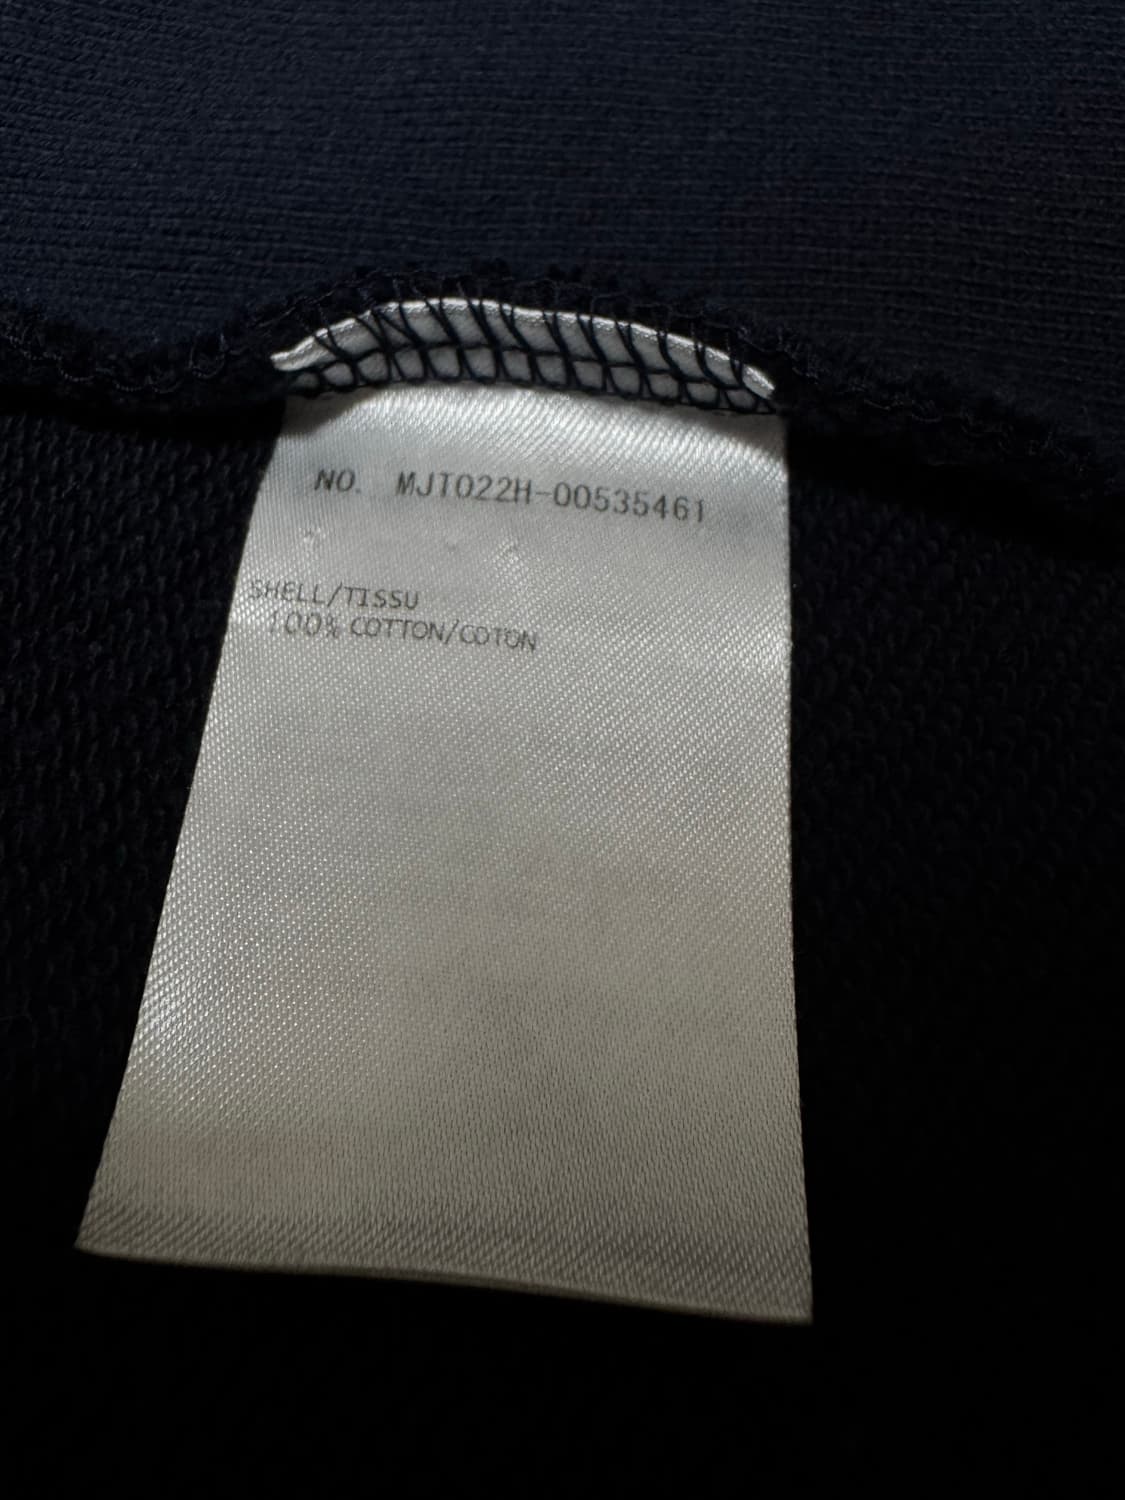 NO. MJT022H-00535461
SHELL/TISSU
100% COTTON/COTON